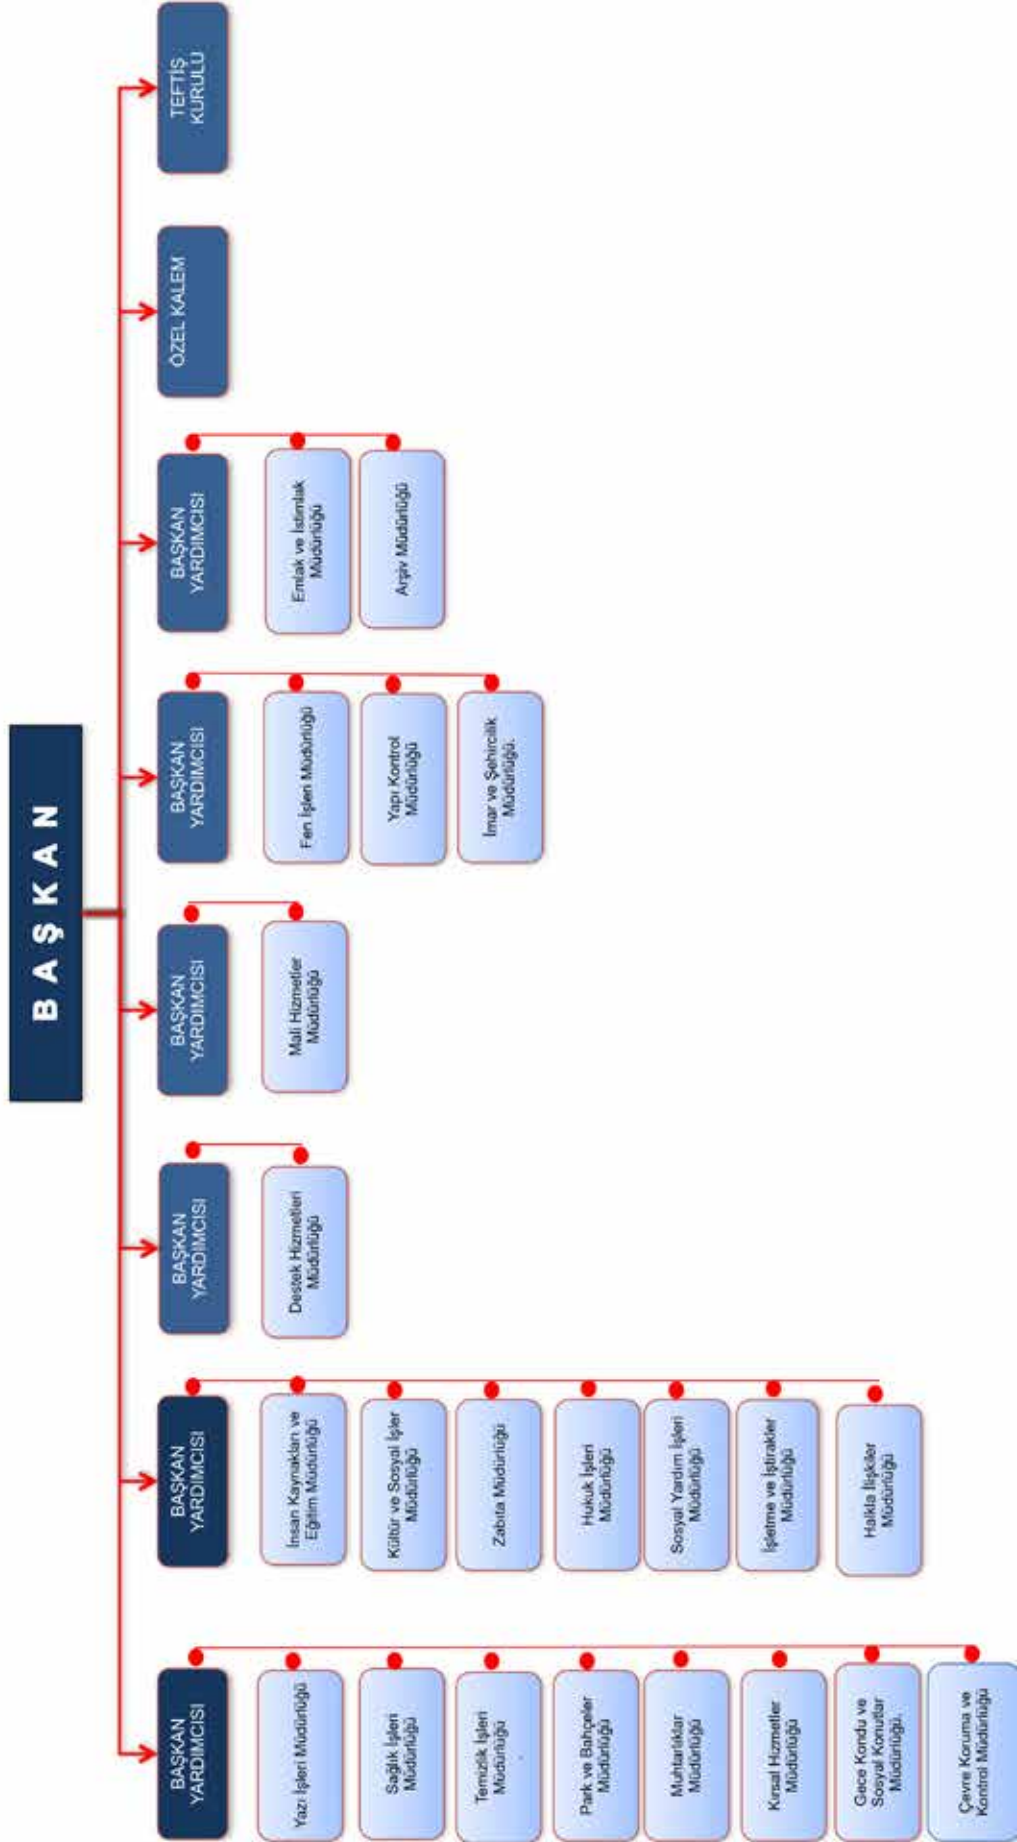 BAŞKAN
BAŞKAN
YARDIMCISI
Yazı İşleri Müdürlüğü
Sağlık İşleri
Müdürlüğü
Temizlik İşleri
Müdürlüğü
Park ve Bahçeler
Müdürlüğü
Muhtarlıklar
Müdürlüğü
Kırsal Hizmetler
Müdürlüğü
Gece Kondu ve
Sosyal Konutlar
Müdürlüğü.
Çevre Koruma ve
Kontrol Müdürlüğü
BAŞKAN
YARDIMCISI
İnsan Kaynakları ve
Eğitim Müdürlüğü
Kültür ve Sosyal İşler
Müdürlüğü
Zabıta Müdürlüğü
Hukuk İşleri
Müdürlüğü
Sosyal Yardım İşleri
Müdürlüğü
İşletme ve İştirakler
Müdürlüğü
Halkla İlişkiler
Müdürlüğü
BAŞKAN
YARDIMCISI
Destek Hizmetleri
Müdürlüğü
BAŞKAN
YARDIMCISI
Mali Hizmetler
Müdürlüğü
BAŞKAN
YARDIMCISI
Fen İşleri Müdürlüğü
Yapı Kontrol
Müdürlüğü
İmar ve Şehircilik
Müdürlüğü.
BAŞKAN
YARDIMCISI
Emlak ve İstimlak
Müdürlüğü
Arşiv Müdürlüğü
ÖZEL KALEM
TEFTİŞ
KURULU